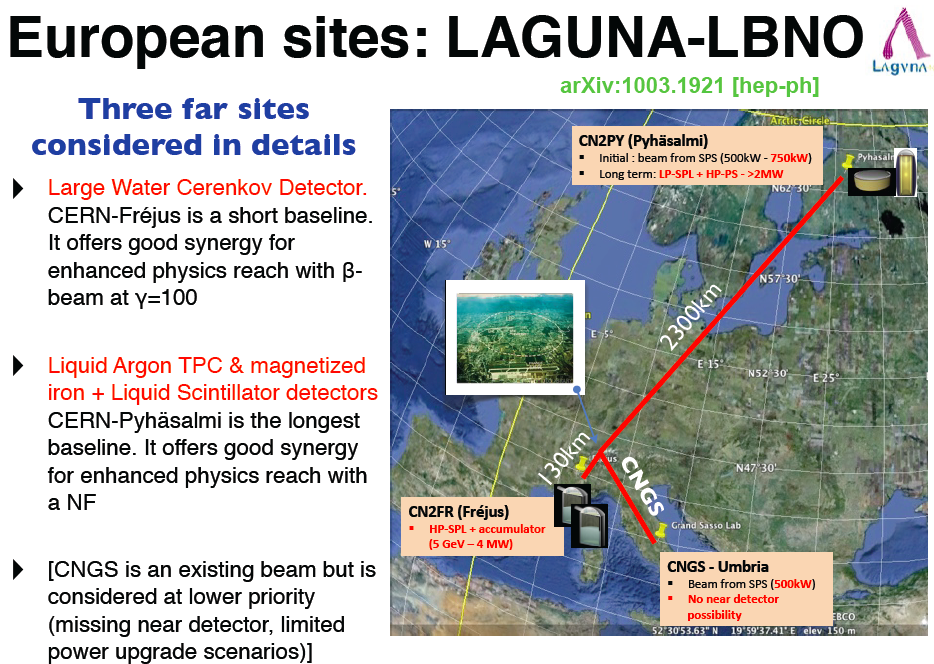 European sites: LAGUNA-LBNO
Laguna
arXiv:1003.1921 [hep-ph]
Three far sites
considered in details
Large Water Cerenkov Detector.
CERN-Fréjus is a short baseline.
It offers good synergy for
enhanced physics reach with β-
beam at γ=100
Liquid Argon TPC & magnetized
iron + Liquid Scintillator detectors
CERN-Pyhäsalmi is the longest
baseline. It offers good synergy
for enhanced physics reach with
a NF
[CNGS is an existing beam but is
considered at lower priority
(missing near detector, limited
power upgrade scenarios)]
Arctic Circle
CN2PY (Pyhäsalmi)
▪ Initial : beam from SPS (500kW - 750kW)
▪ Long term: LP-SPL + HP-PS - >2MW
Pyhäsalm
N62°30'
W 15°
N57°30'
2300km
E 5°
E 15°
N52°30'
E 25°
130km
CNGS
N47°30'
CN2FR (Fréjus)
▪ HP-SPL + accumulator
(5 GeV – 4 MW)
Grand Sasso Lab
CNGS - Umbria
▪ Beam from SPS (500kW)
▪ No near detector
possibility
EBCO
52°30'53.63" N 19°59'37.41" E elev 150 m